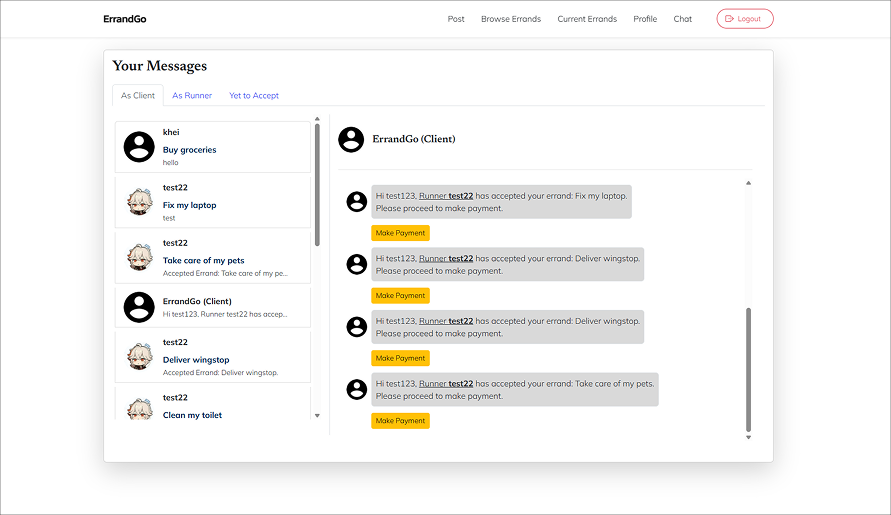 ErrandGo
Post
Browse Errands
Current Errands
Profile
Chat
Logout
Your Messages
As Client
As Runner
Yet to Accept
khei
Buy groceries
hello
test22
Fix my laptop
test
test22
Take care of my pets
Accepted Errand: Take care of my pe...
ErrandGo (Client)
Hi test123, Runner test22 has accep...
test22
Deliver wingstop
Accepted Errand: Deliver wingstop.
test22
Clean my toilet
ErrandGo (Client)
Hi test123, Runner test22 has accepted your errand: Fix my laptop.
Please proceed to make payment.
Make Payment
Hi test123, Runner test22 has accepted your errand: Deliver wingstop.
Please proceed to make payment.
Make Payment
Hi test123, Runner test22 has accepted your errand: Deliver wingstop.
Please proceed to make payment.
Make Payment
Hi test123, Runner test22 has accepted your errand: Take care of my pets.
Please proceed to make payment.
Make Payment